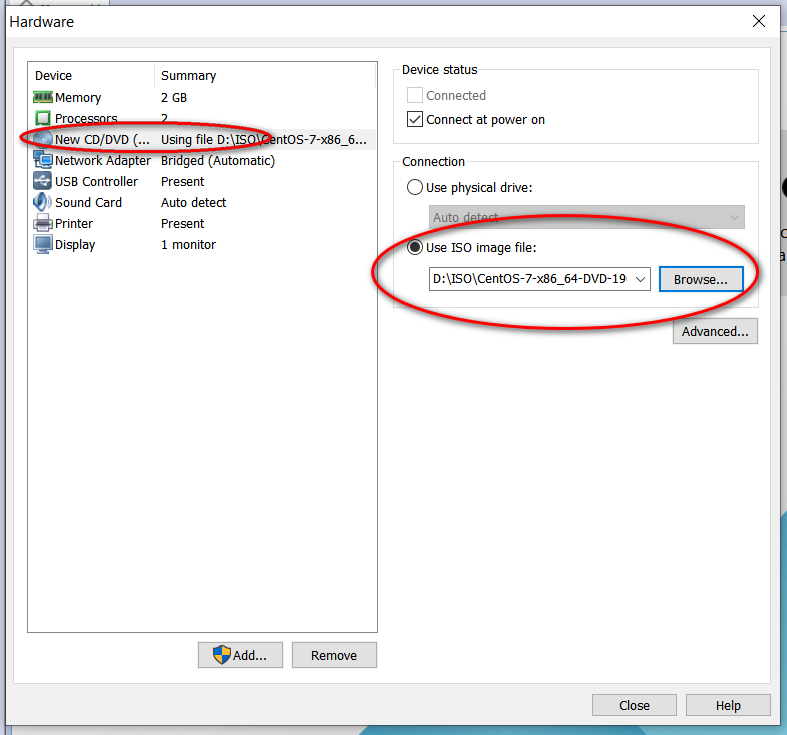 Hardware
Device Summary
Memory 2 GB
Processors 2
New CD/DVD (... Using file D:\ISO\CentOS-7-x86_6...
Network Adapter Bridged (Automatic)
USB Controller Present
Sound Card Auto detect
Printer Present
Display 1 monitor
Add...
Remove
Device status
Connected
Connect at power on
Connection
Use physical drive:
Auto detect
Use ISO image file:
D:\ISO\CentOS-7-x86_64-DVD-19
Browse...
Advanced...
Close
Help